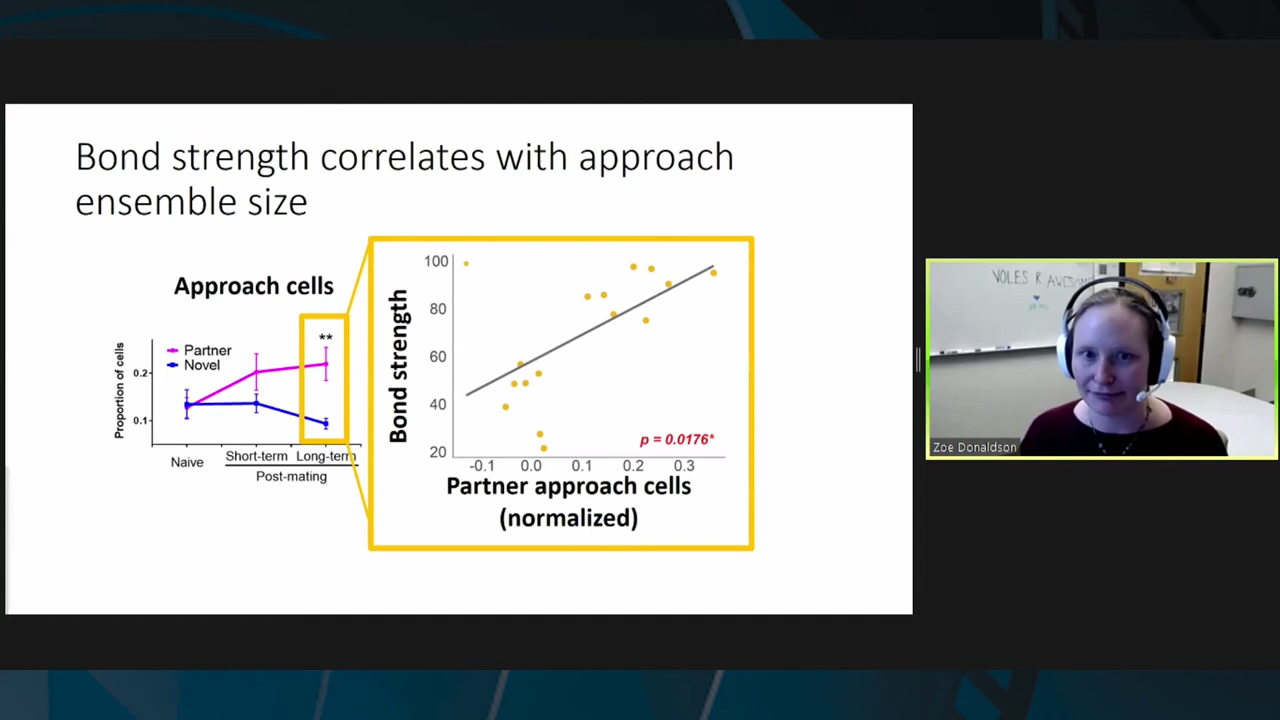 Bond strength correlates with approach
ensemble size
Approach cells
Partner
Novel
**
Proportion of cells
0.2
0.1
Naive
Short-term
Long-term
Post-mating
Bond strength
100
80
60
40
20
-0.1
0.0
0.1
0.2
0.3
p = 0.0176*
Partner approach cells
(normalized)
VOLES R AWESOM
Zoe Donaldson